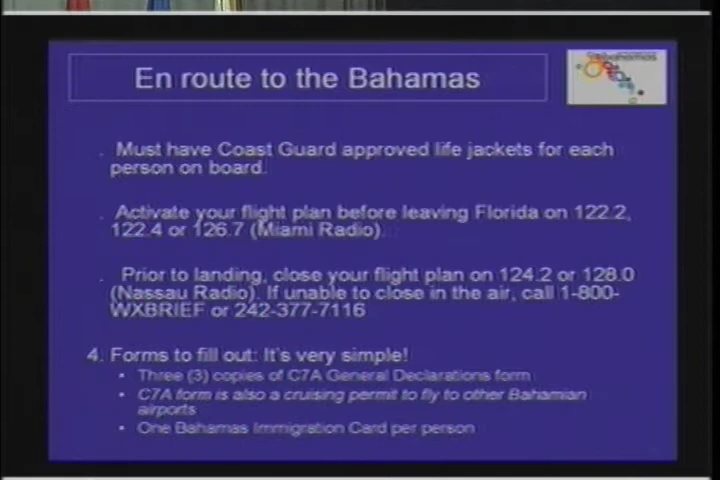 En route to the Bahamas
bahamas
. Must have Coast Guard approved life jackets for each
person on board.
. Activate your flight plan before leaving Florida on 122.2,
122.4 or 126.7 (Miami Radio).
. Prior to landing, close your flight plan on 124.2 or 128.0
(Nassau Radio). If unable to close in the air, call 1-800-
WXBRIEF or 242-377-7116
4. Forms to fill out: It's very simple!
• Three (3) copies of C7A General Declarations form
• C7A form is also a cruising permit to fly to other Bahamian
airports
• One Bahamas Immigration Card per person